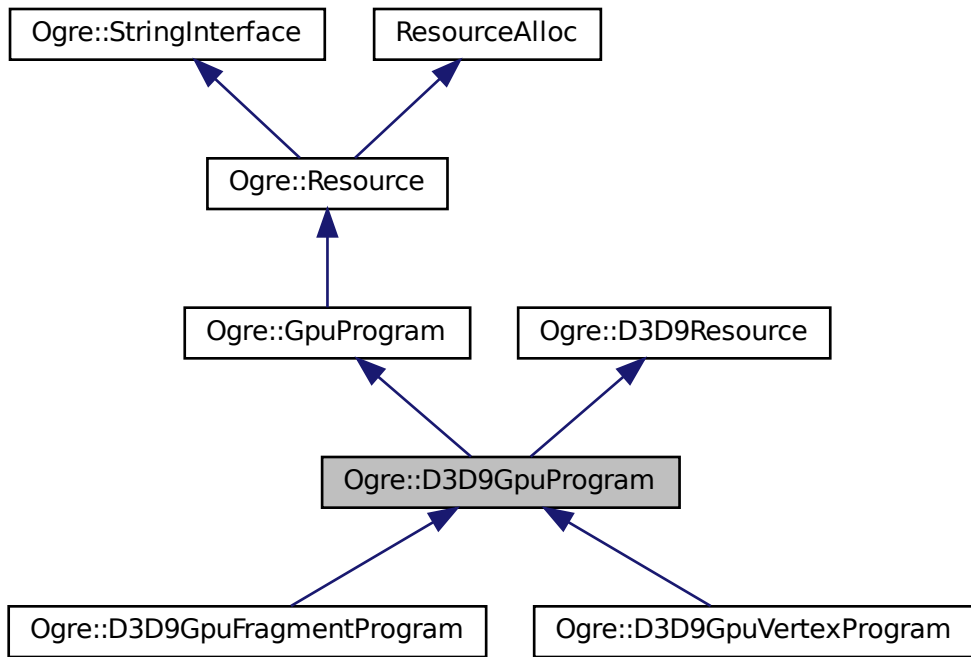 Ogre::StringInterface
ResourceAlloc
Ogre::Resource
Ogre::GpuProgram
Ogre::D3D9Resource
Ogre::D3D9GpuProgram
Ogre::D3D9GpuFragmentProgram
Ogre::D3D9GpuVertexProgram